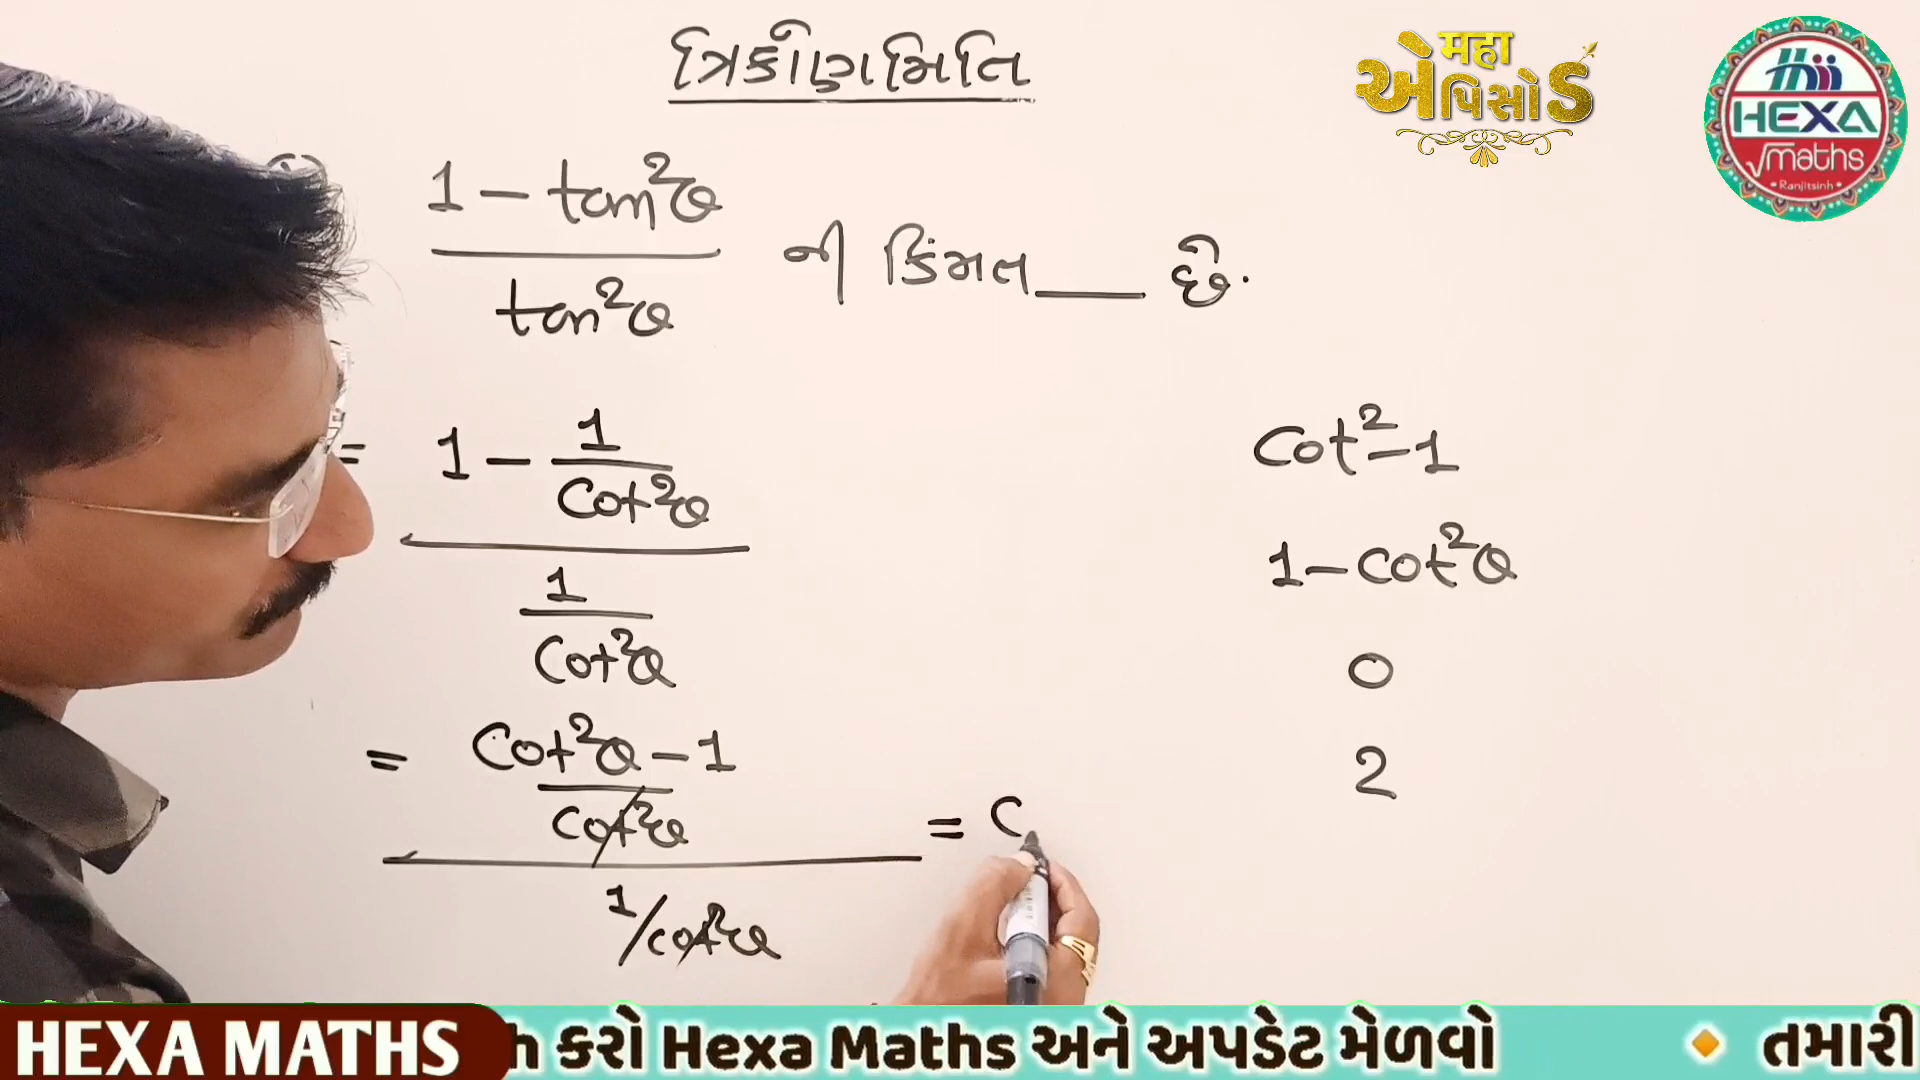 ત્રિકોણમિતિ
મહા
એપિસોડ
HEXA
√maths
Ranjitsinh
1 - tan²θ / tan²θ ની કિંમત ___ છે.
= 1 - 1/cot²θ
1/cot²θ
= cot²θ - 1
cot²θ
1/cot²θ
= C
cot² - 1
1 - cot²θ
0
2
HEXA MATHS
h કરો Hexa Maths અને અપડેટ મેળવો 🔸 તમારી